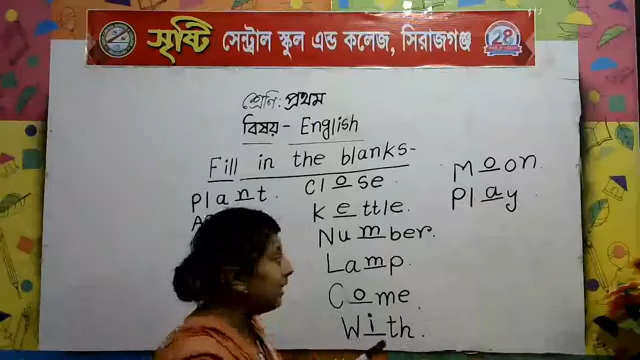 সৃষ্টি সেন্ট্রাল স্কুল এন্ড কলেজ, সিরাজগঞ্জ
28
শ্রেণি: প্রথম
বিষয় - English
Fill in the blanks-
Plant.
Close
Kettle.
Number.
Lamp.
Come
With.
Moon.
Play